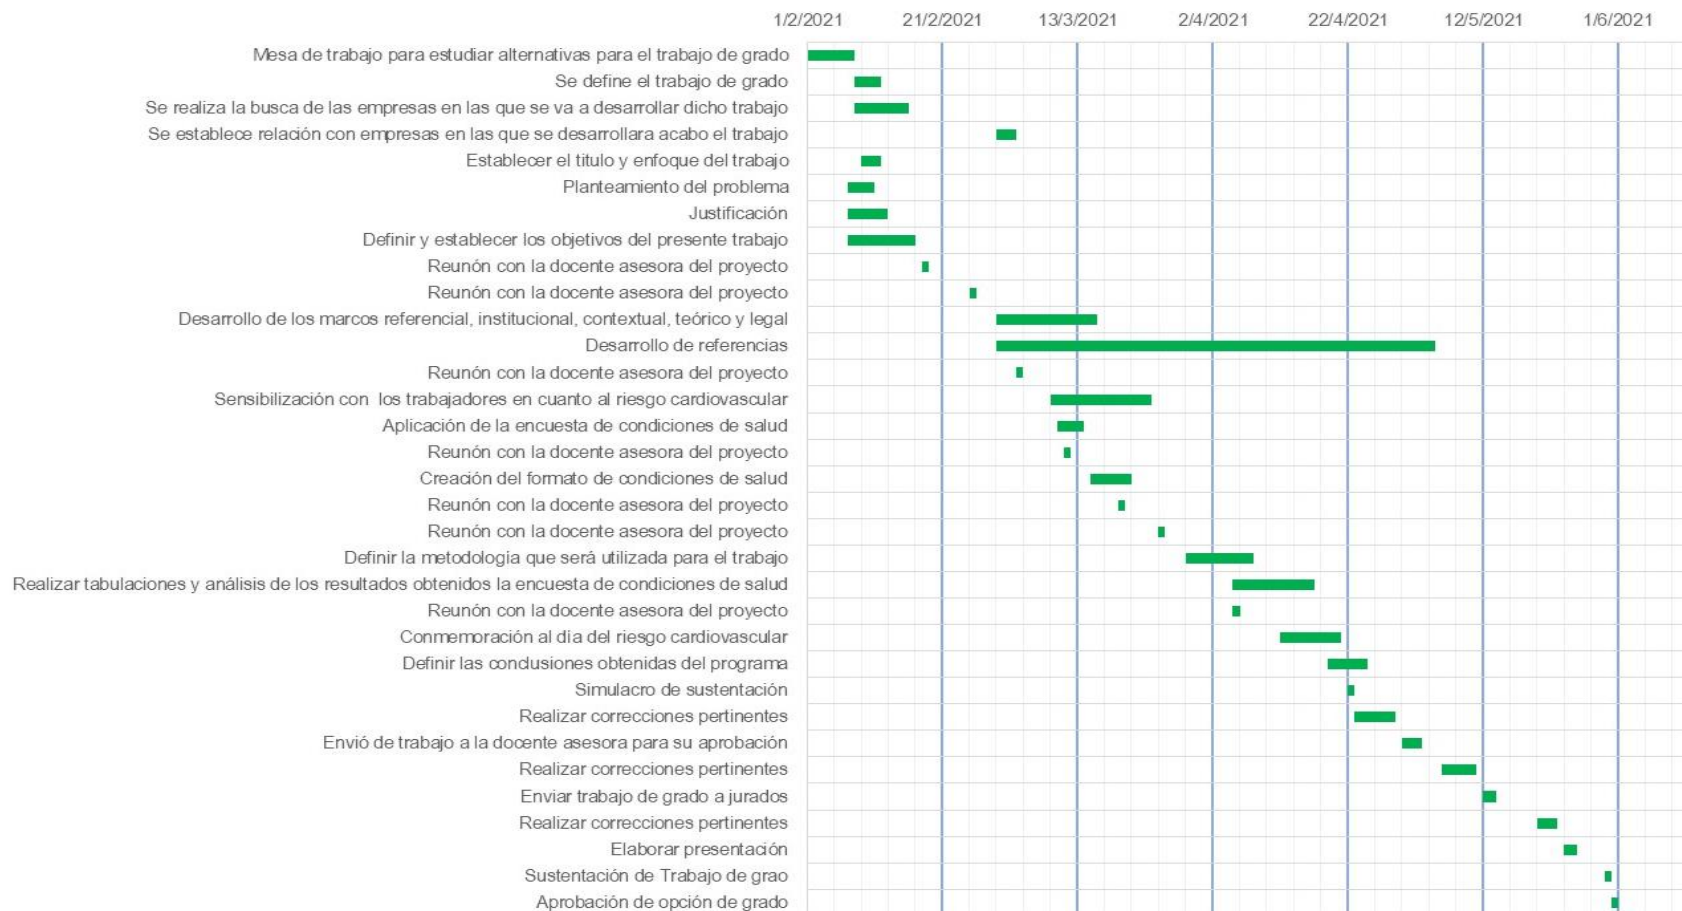 1/2/2021 21/2/2021 13/3/2021 2/4/2021 22/4/2021 12/5/2021 1/6/2021
Mesa de trabajo para estudiar alternativas para el trabajo de grado
Se define el trabajo de grado
Se realiza la busca de las empresas en las que se va a desarrollar dicho trabajo
Se establece relación con empresas en las que se desarrollara acabo el trabajo
Establecer el titulo y enfoque del trabajo
Planteamiento del problema
Justificación
Definir y establecer los objetivos del presente trabajo
Reunón con la docente asesora del proyecto
Reunón con la docente asesora del proyecto
Desarrollo de los marcos referencial, institucional, contextual, teórico y legal
Desarrollo de referencias
Reunón con la docente asesora del proyecto
Sensibilización con los trabajadores en cuanto al riesgo cardiovascular
Aplicación de la encuesta de condiciones de salud
Reunón con la docente asesora del proyecto
Creación del formato de condiciones de salud
Reunón con la docente asesora del proyecto
Reunón con la docente asesora del proyecto
Definir la metodología que será utilizada para el trabajo
Realizar tabulaciones y análisis de los resultados obtenidos la encuesta de condiciones de salud
Reunón con la docente asesora del proyecto
Conmemoración al día del riesgo cardiovascular
Definir las conclusiones obtenidas del programa
Simulacro de sustentación
Realizar correcciones pertinentes
Envió de trabajo a la docente asesora para su aprobación
Realizar correcciones pertinentes
Enviar trabajo de grado a jurados
Realizar correcciones pertinentes
Elaborar presentación
Sustentación de Trabajo de grao
Aprobación de opción de grado